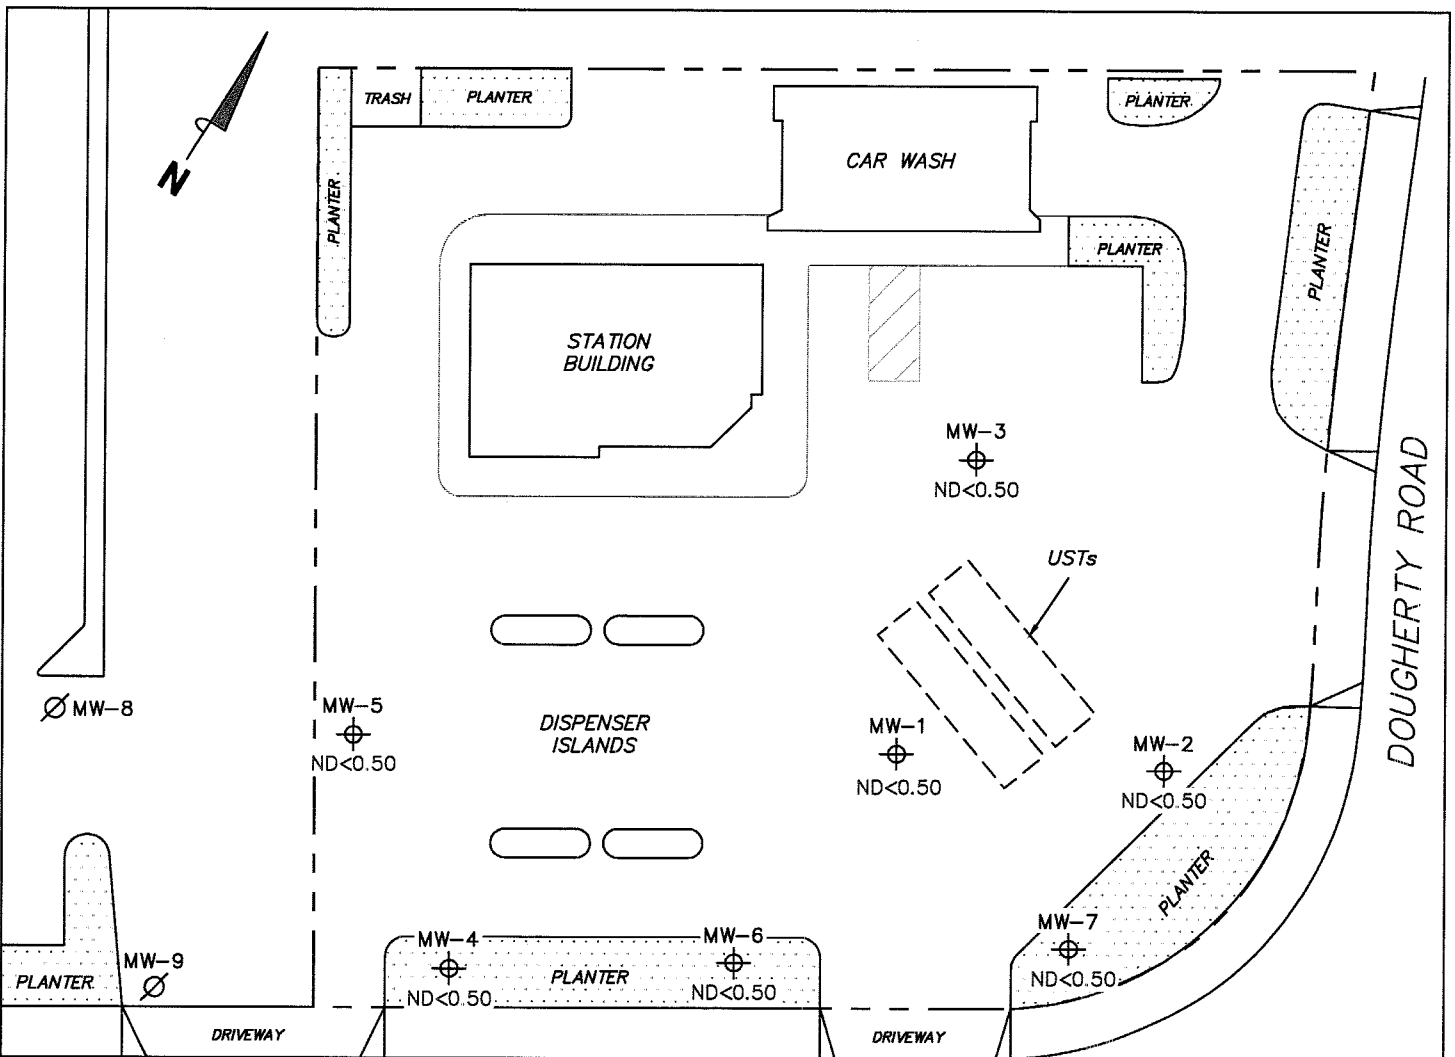 N
TRASH
PLANTER
PLANTER
CAR WASH
PLANTER
PLANTER
PLANTER
STATION
BUILDING
PLANTER
MW-3
ND<0.50
USTs
DOUGHERTY ROAD
MW-8
MW-5
ND<0.50
DISPENSER
ISLANDS
MW-1
ND<0.50
MW-2
ND<0.50
PLANTER
MW-9
PLANTER
MW-4
ND<0.50
PLANTER
MW-6
ND<0.50
MW-7
ND<0.50
DRIVEWAY
DRIVEWAY